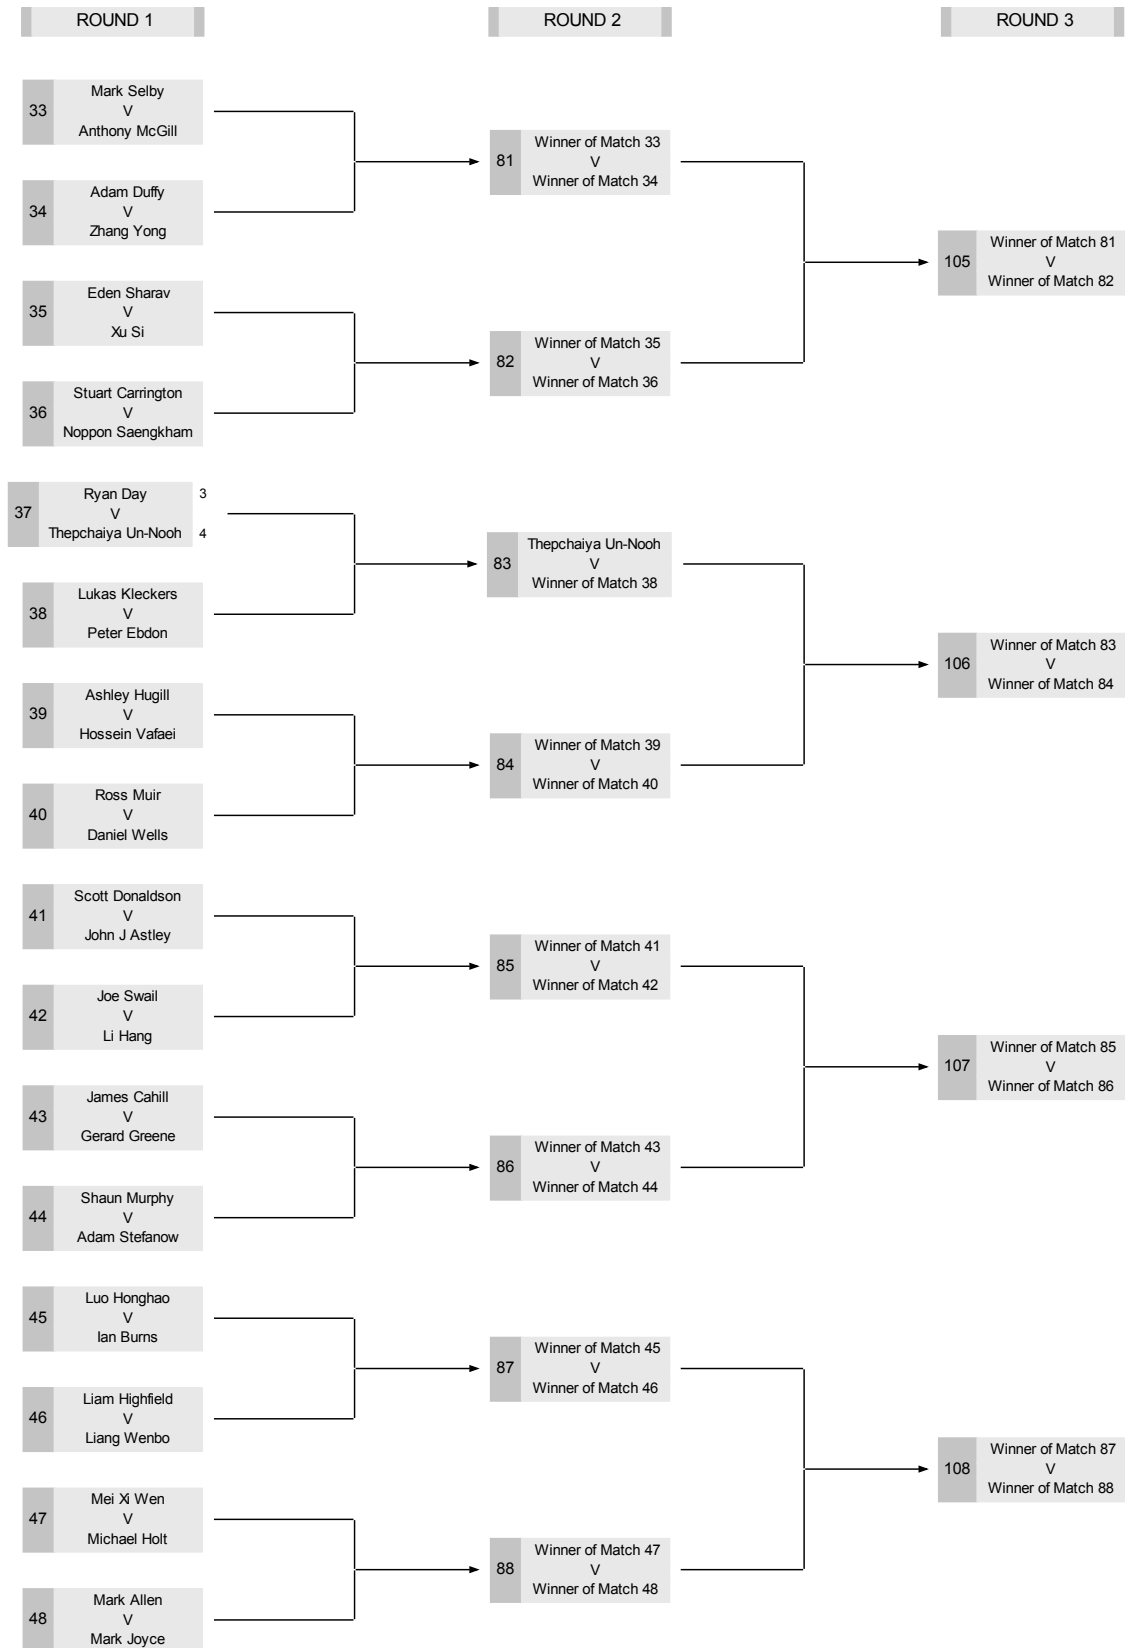 ROUND 1
ROUND 2
ROUND 3
33
Mark Selby
V
Anthony McGill
34
Adam Duffy
V
Zhang Yong
35
Eden Sharav
V
Xu Si
36
Stuart Carrington
V
Noppon Saengkham
37
Ryan Day
3
V
Thepchaiya Un-Nooh
4
38
Lukas Kleckers
V
Peter Ebdon
39
Ashley Hugill
V
Hossein Vafaei
40
Ross Muir
V
Daniel Wells
41
Scott Donaldson
V
John J Astley
42
Joe Swail
V
Li Hang
43
James Cahill
V
Gerard Greene
44
Shaun Murphy
V
Adam Stefanow
45
Luo Honghao
V
Ian Burns
46
Liam Highfield
V
Liang Wenbo
47
Mei Xi Wen
V
Michael Holt
48
Mark Allen
V
Mark Joyce
81
Winner of Match 33
V
Winner of Match 34
82
Winner of Match 35
V
Winner of Match 36
83
Thepchaiya Un-Nooh
V
Winner of Match 38
84
Winner of Match 39
V
Winner of Match 40
85
Winner of Match 41
V
Winner of Match 42
86
Winner of Match 43
V
Winner of Match 44
87
Winner of Match 45
V
Winner of Match 46
88
Winner of Match 47
V
Winner of Match 48
105
Winner of Match 81
V
Winner of Match 82
106
Winner of Match 83
V
Winner of Match 84
107
Winner of Match 85
V
Winner of Match 86
108
Winner of Match 87
V
Winner of Match 88